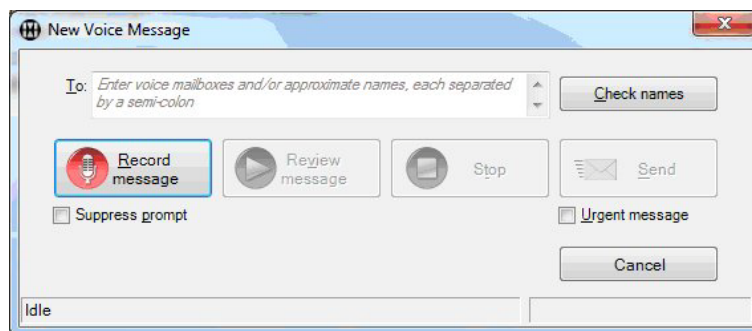 New Voice Message
To: Enter voice mailboxes and/or approximate names, each separated
by a semi-colon
Check names
Record
message
Review
message
Stop
Send
Suppress prompt
Urgent message
Cancel
Idle